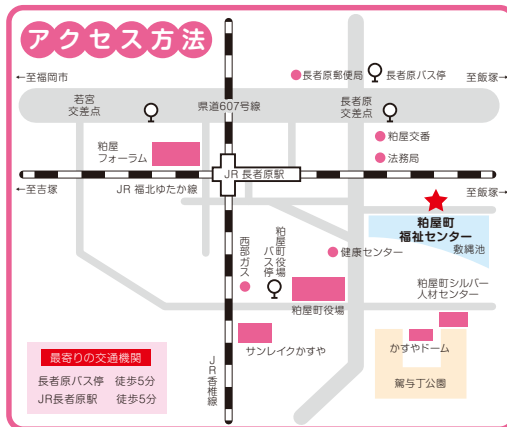 アクセス方法
長者原郵便局
長者原バス停
←至福岡市
至飯塚→
若宮
交差点
県道607号線
長者原
交差点
粕屋交番
粕屋
フォーラム
法務局
JR 長者原駅
←至吉塚
JR 福北ゆたか線
至飯塚→
粕屋町
福祉センター
敷縄池
西部ガス
粕屋町役場
バス停
健康センター
粕屋町シルバー
人材センター
粕屋町役場
サンレイクかすや
かすやドーム
JR香椎線
駕与丁公園
最寄りの交通機関
長者原バス停 徒歩5分
JR長者原駅 徒歩5分